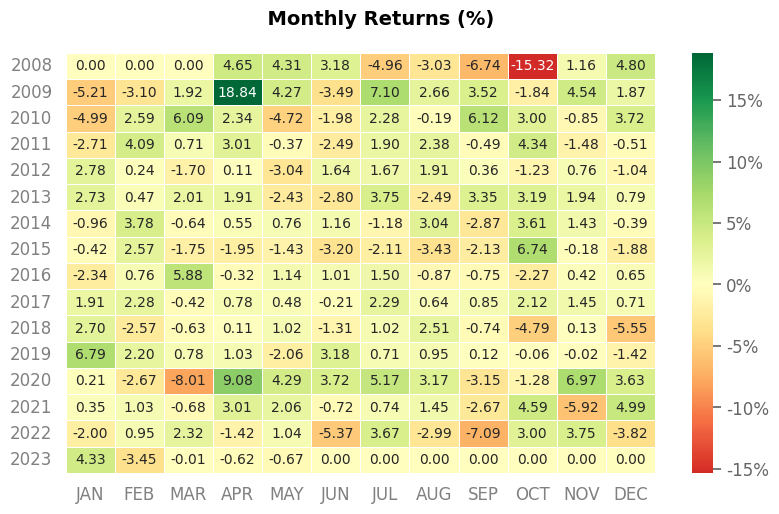 Monthly Returns (%)
2008 0.00 0.00 0.00 4.65 4.31 3.18 -4.96 -3.03 -6.74 -15.32 1.16 4.80
2009 -5.21 -3.10 1.92 18.84 4.27 -3.49 7.10 2.66 3.52 -1.84 4.54 1.87
2010 -4.99 2.59 6.09 2.34 -4.72 -1.98 2.28 -0.19 6.12 3.00 -0.85 3.72
2011 -2.71 4.09 0.71 3.01 -0.37 -2.49 1.90 2.38 -0.49 4.34 -1.48 -0.51
2012 2.78 0.24 -1.70 0.11 -3.04 1.64 1.67 1.91 0.36 -1.23 0.76 -1.04
2013 2.73 0.47 2.01 1.91 -2.43 -2.80 3.75 -2.49 3.35 3.19 1.94 0.79
2014 -0.96 3.78 -0.64 0.55 0.76 1.16 -1.18 3.04 -2.87 3.61 1.43 -0.39
2015 -0.42 2.57 -1.75 -1.95 -1.43 -3.20 -2.11 -3.43 -2.13 6.74 -0.18 -1.88
2016 -2.34 0.76 5.88 -0.32 1.14 1.01 1.50 -0.87 -0.75 -2.27 0.42 0.65
2017 1.91 2.28 -0.42 0.78 0.48 -0.21 2.29 0.64 0.85 2.12 1.45 0.71
2018 2.70 -2.57 -0.63 0.11 1.02 -1.31 1.02 2.51 -0.74 -4.79 0.13 -5.55
2019 6.79 2.20 0.78 1.03 -2.06 3.18 0.71 0.95 0.12 -0.06 -0.02 -1.42
2020 0.21 -2.67 -8.01 9.08 4.29 3.72 5.17 3.17 -3.15 -1.28 6.97 3.63
2021 0.35 1.03 -0.68 3.01 2.06 -0.72 0.74 1.45 -2.67 4.59 -5.92 4.99
2022 -2.00 0.95 2.32 -1.42 1.04 -5.37 3.67 -2.99 -7.09 3.00 3.75 -3.82
2023 4.33 -3.45 -0.01 -0.62 -0.67 0.00 0.00 0.00 0.00 0.00 0.00 0.00
JAN FEB MAR APR MAY JUN JUL AUG SEP OCT NOV DEC
15%
10%
5%
0%
-5%
-10%
-15%